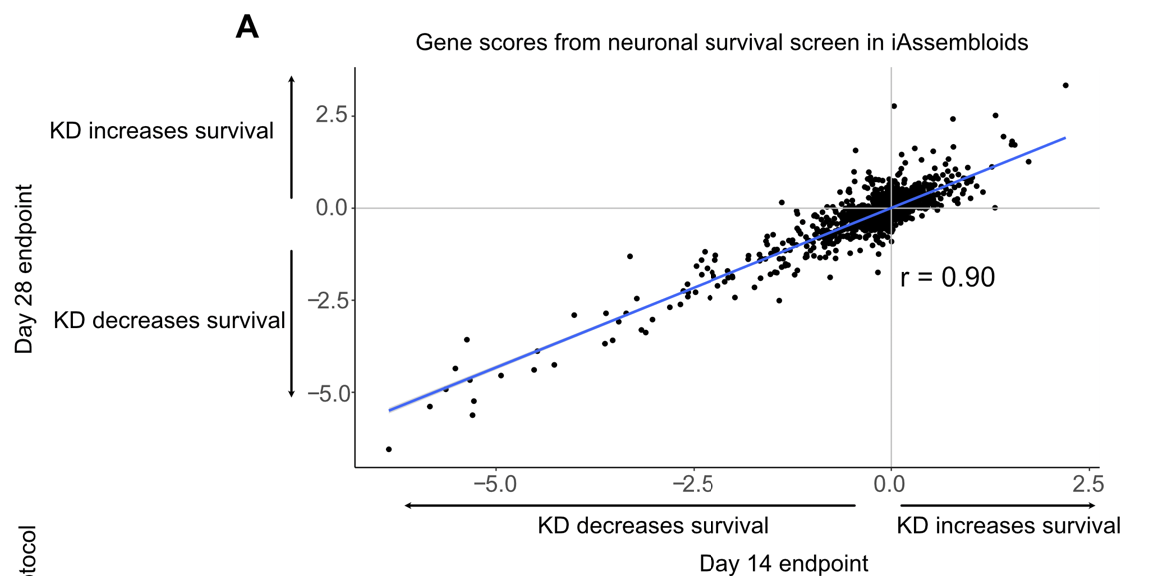 A
Gene scores from neuronal survival screen in iAssembloids
KD increases survival
KD decreases survival
Day 28 endpoint
2.5
0.0
−2.5
−5.0
r = 0.90
−5.0
−2.5
0.0
2.5
KD decreases survival
KD increases survival
Day 14 endpoint